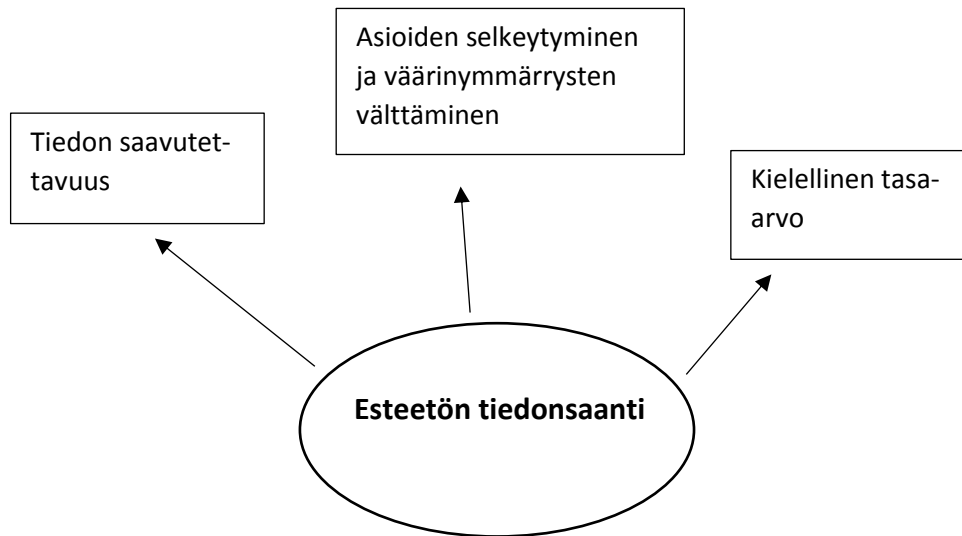 Asioiden selkeytyminen
ja väärinymmärrysten
välttäminen
Tiedon saavutet-
tavuus
Kielellinen tasa-
arvo
Esteetön tiedonsaanti